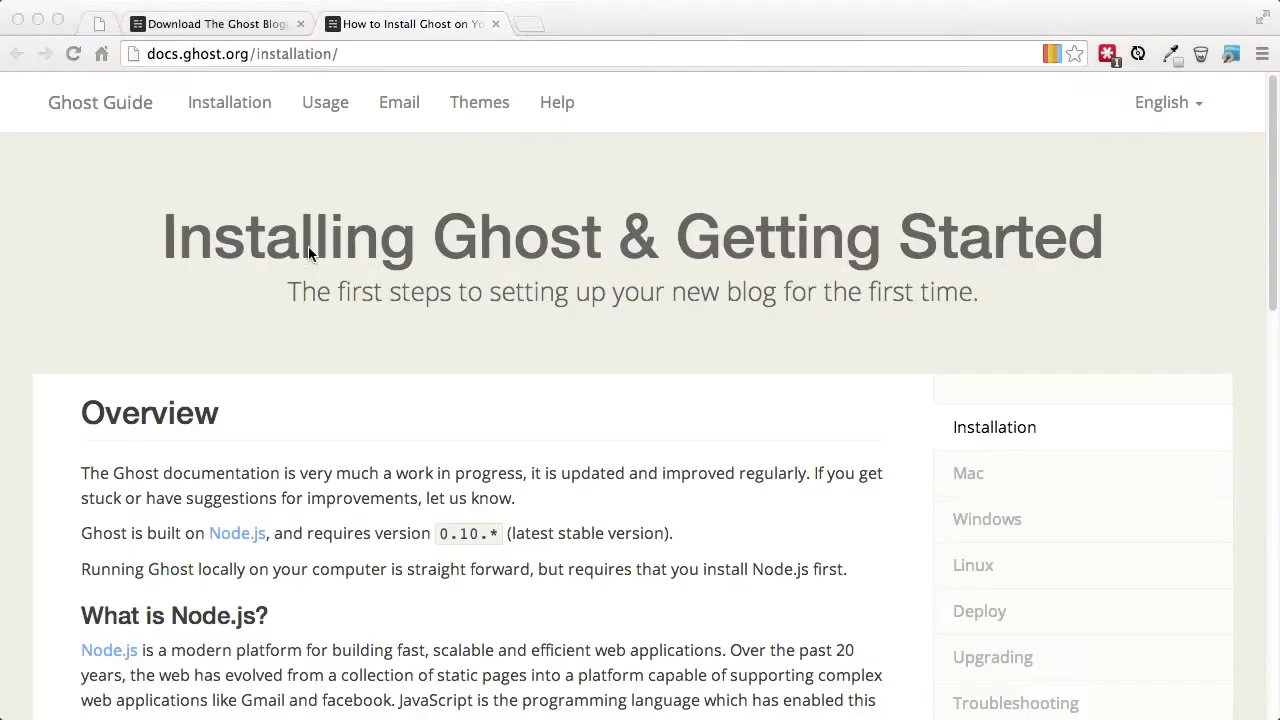 Download The Ghost Blog
How to Install Ghost on Yo
docs.ghost.org/installation/
1
Ghost Guide Installation Usage Email Themes Help English
Installing Ghost & Getting Started
The first steps to setting up your new blog for the first time.
Overview
The Ghost documentation is very much a work in progress, it is updated and improved regularly. If you get
stuck or have suggestions for improvements, let us know.
Ghost is built on Node.js, and requires version 0.10.* (latest stable version).
Running Ghost locally on your computer is straight forward, but requires that you install Node.js first.
What is Node.js?
Node.js is a modern platform for building fast, scalable and efficient web applications. Over the past 20
years, the web has evolved from a collection of static pages into a platform capable of supporting complex
web applications like Gmail and facebook. JavaScript is the programming language which has enabled this
Installation
Mac
Windows
Linux
Deploy
Upgrading
Troubleshooting